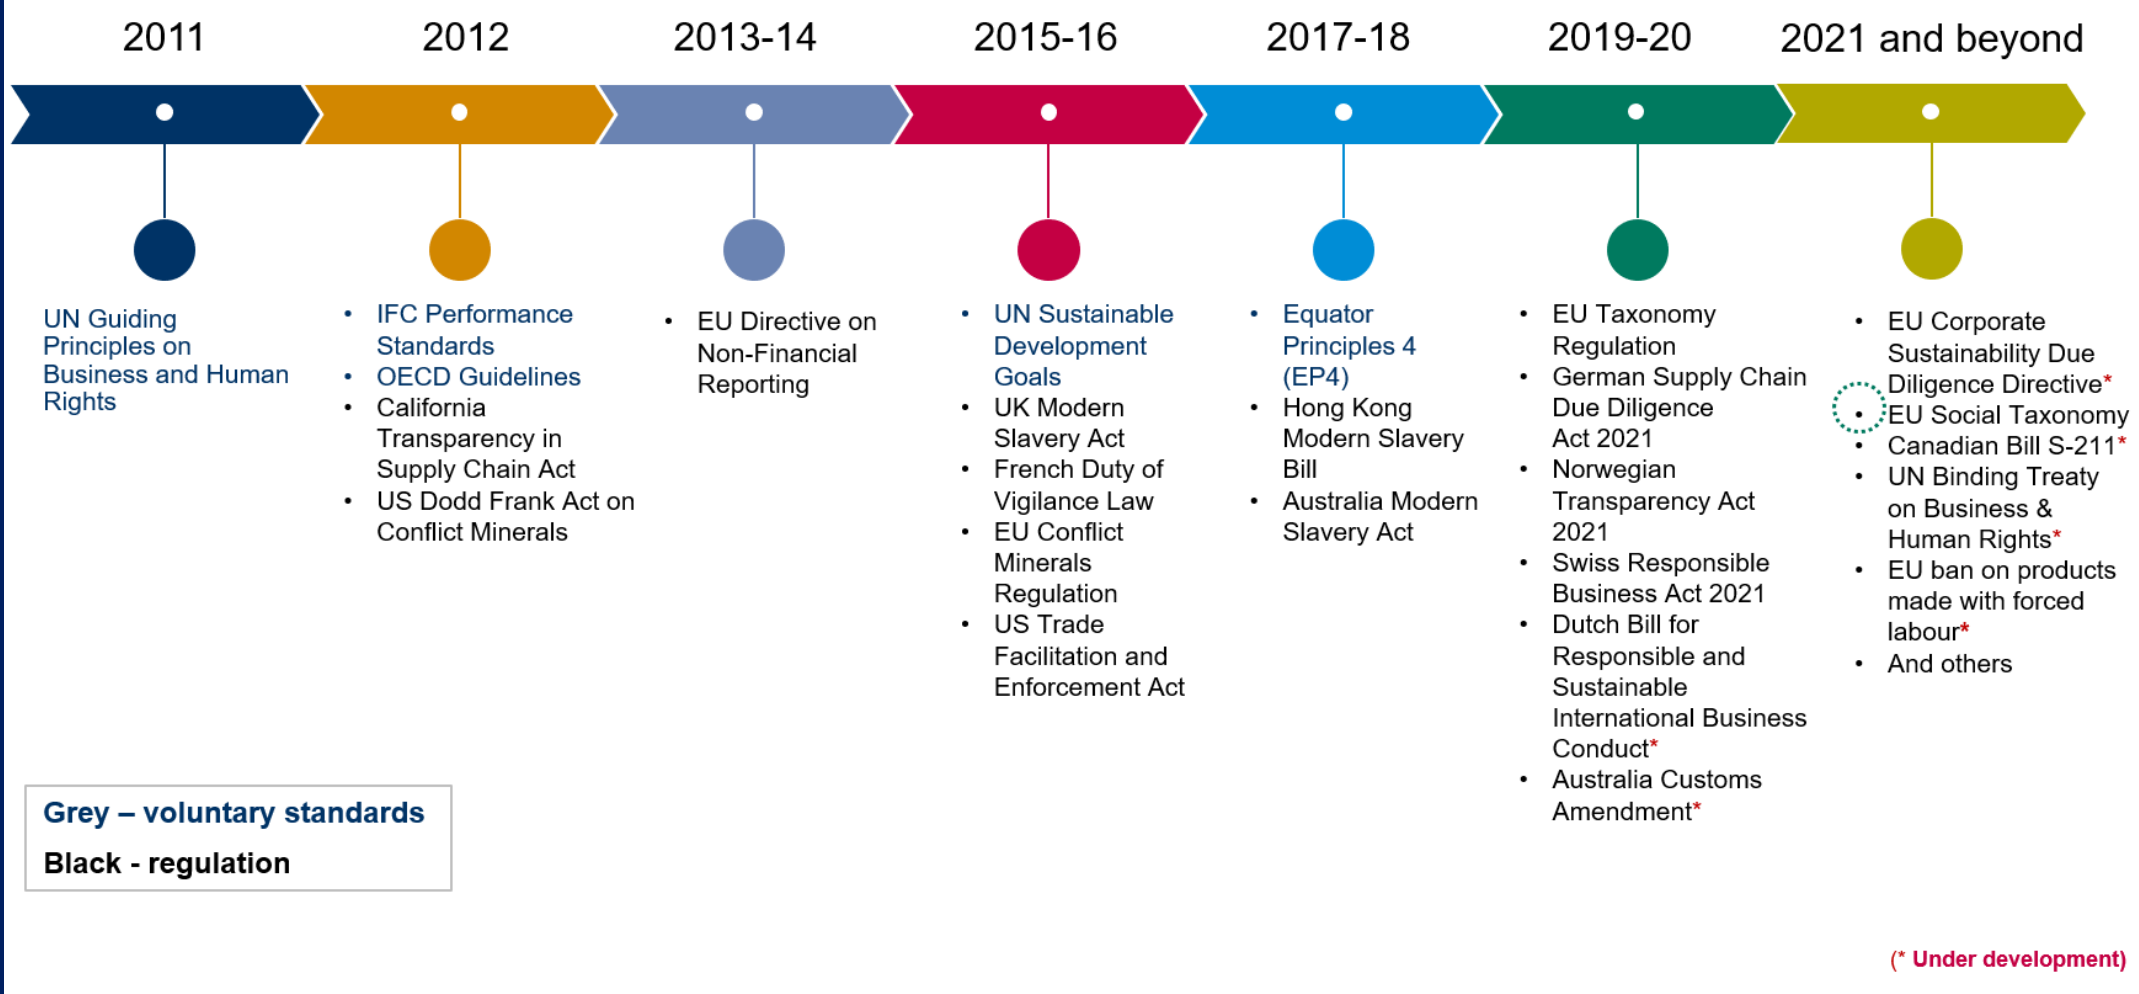 2011
2012
2013-14
2015-16
2017-18
2019-20
2021 and beyond
UN Guiding
Principles on
Business and Human
Rights
• IFC Performance
Standards
• OECD Guidelines
• California
Transparency in
Supply Chain Act
• US Dodd Frank Act on
Conflict Minerals
• EU Directive on
Non-Financial
Reporting
• UN Sustainable
Development
Goals
• UK Modern
Slavery Act
• French Duty of
Vigilance Law
• EU Conflict
Minerals
Regulation
• US Trade
Facilitation and
Enforcement Act
• Equator
Principles 4
(EP4)
• Hong Kong
Modern Slavery
Bill
• Australia Modern
Slavery Act
• EU Taxonomy
Regulation
• German Supply Chain
Due Diligence
Act 2021
• Norwegian
Transparency Act
2021
• Swiss Responsible
Business Act 2021
• Dutch Bill for
Responsible and
Sustainable
International Business
Conduct*
• Australia Customs
Amendment*
• EU Corporate
Sustainability Due
Diligence Directive*
• EU Social Taxonomy
• Canadian Bill S-211*
• UN Binding Treaty
on Business &
Human Rights*
• EU ban on products
made with forced
labour*
• And others
Grey – voluntary standards
Black - regulation
(* Under development)